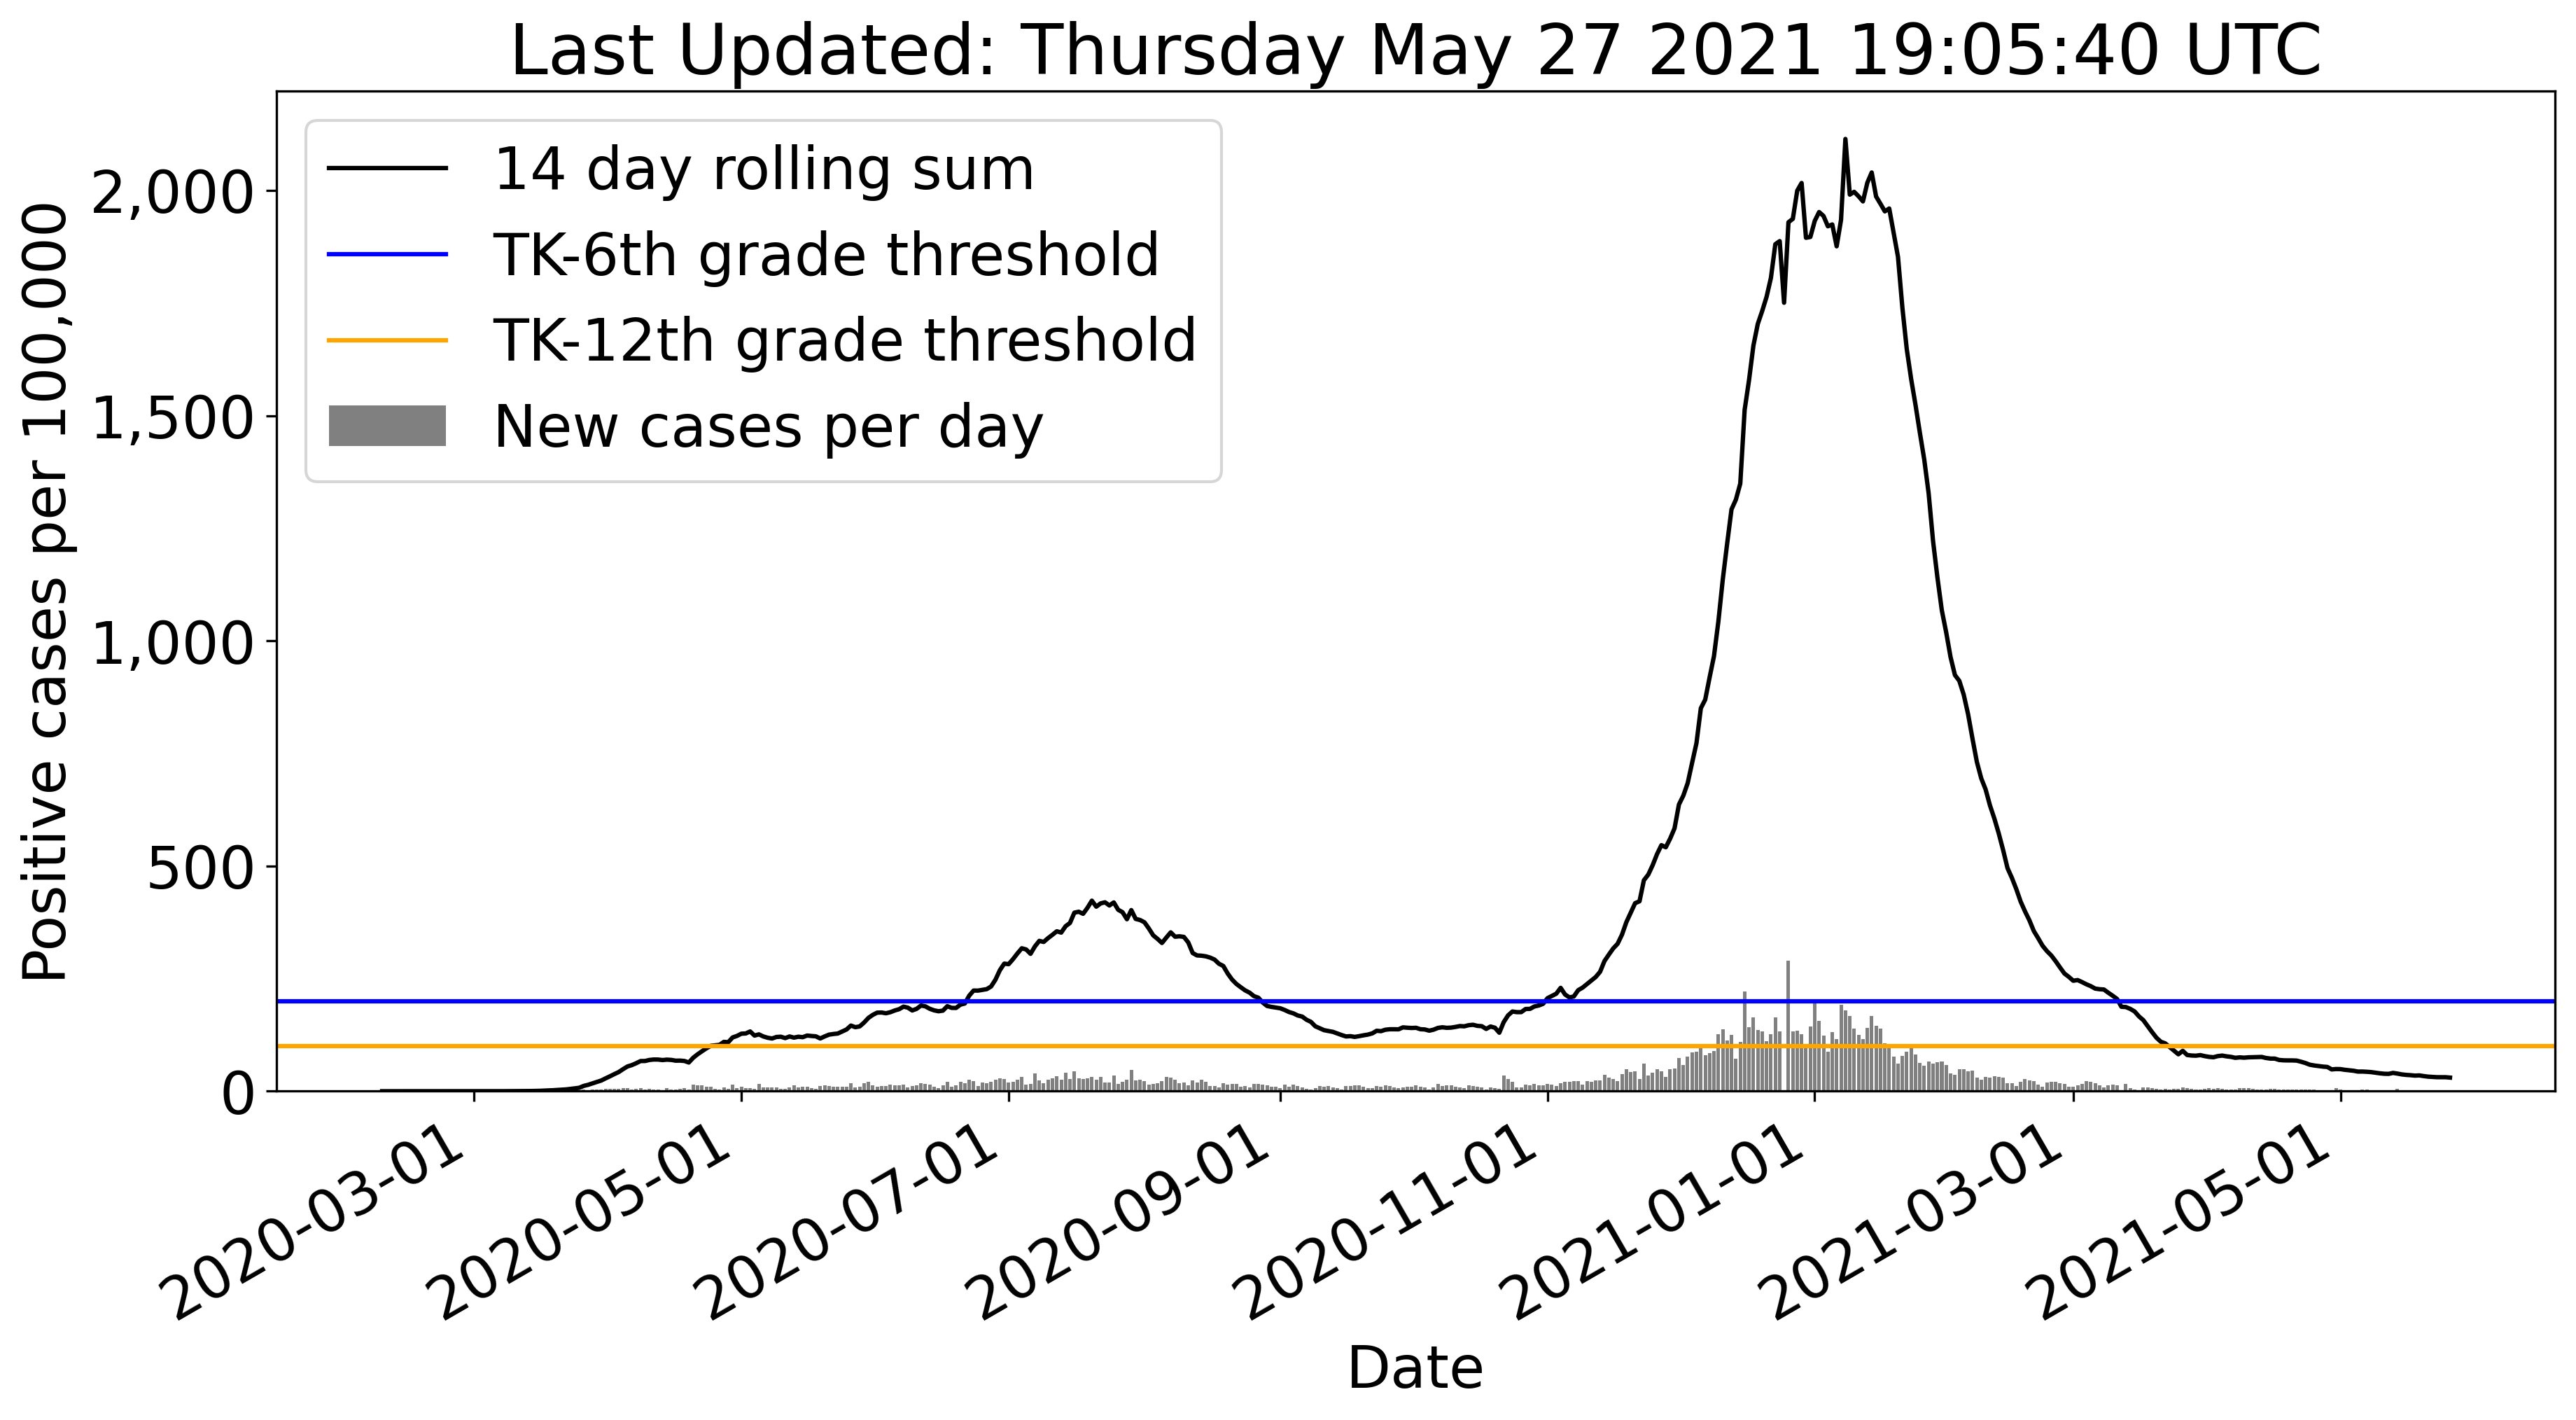 Last Updated: Thursday May 27 2021 19:05:40 UTC
14 day rolling sum
TK-6th grade threshold
TK-12th grade threshold
New cases per day
Positive cases per 100,000
2,000
1,500
1,000
500
0
2020-03-01
2020-05-01
2020-07-01
2020-09-01
2020-11-01
2021-01-01
2021-03-01
2021-05-01
Date